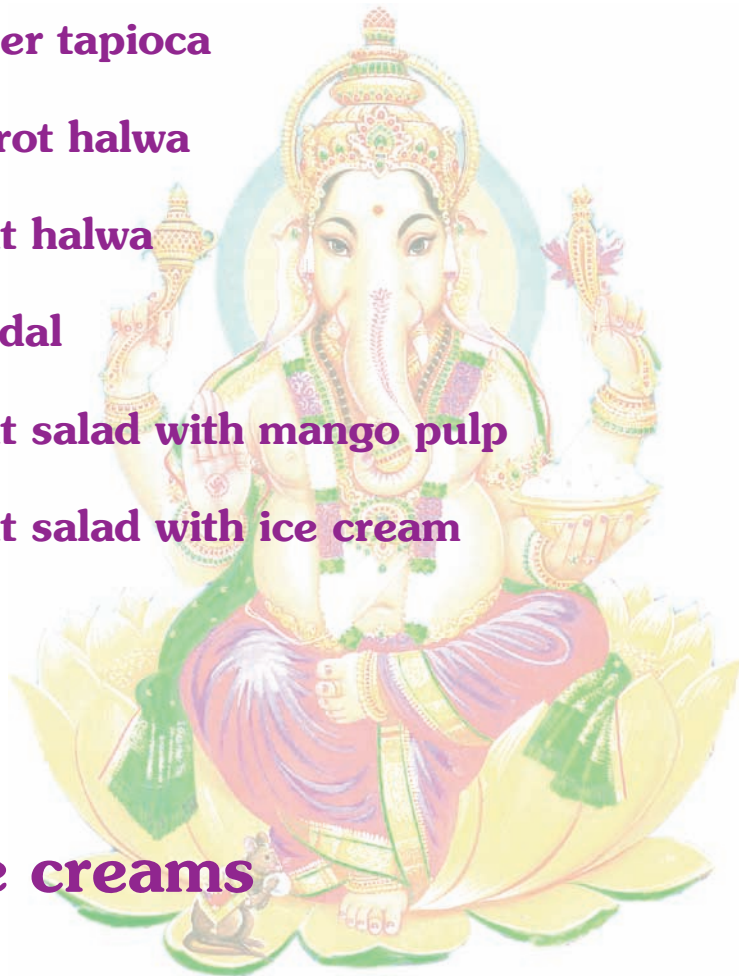 er tapioca
rot halwa
t halwa
dal
t salad with mango pulp
t salad with ice cream
e creams